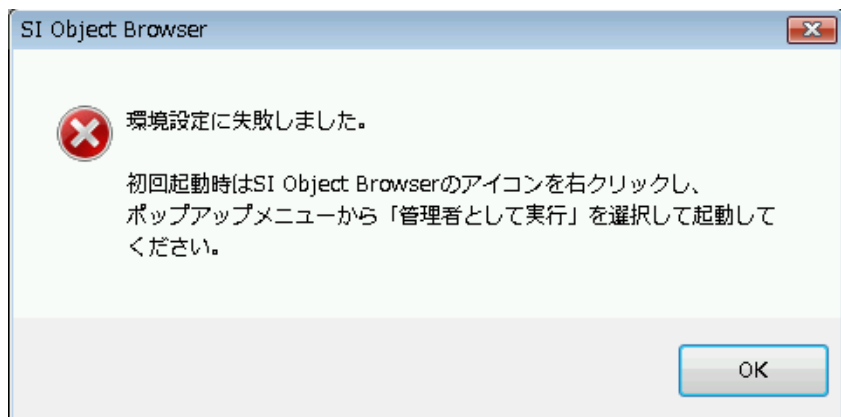 SI Object Browser
環境設定に失敗しました。
初回起動時はSI Object Browserのアイコンを右クリックし、
ポップアップメニューから「管理者として実行」を選択して起動して
ください。
OK